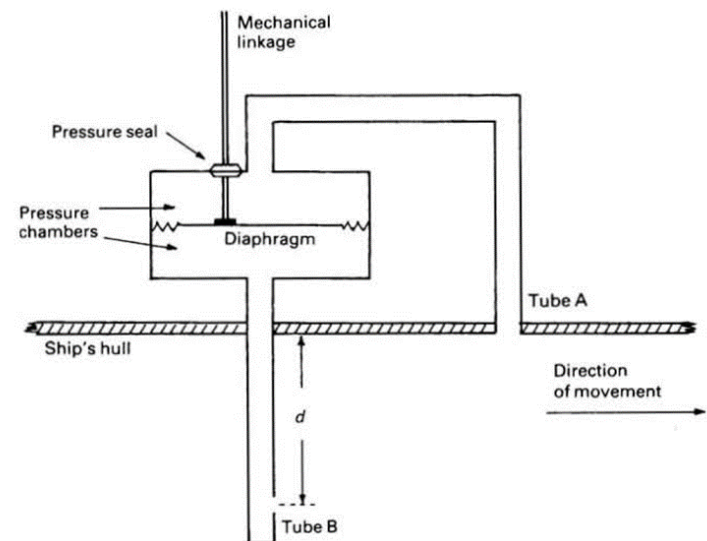 Mechanical
linkage
Pressure seal
Pressure
chambers
Diaphragm
Tube A
Ship's hull
Direction
of movement
d
Tube B